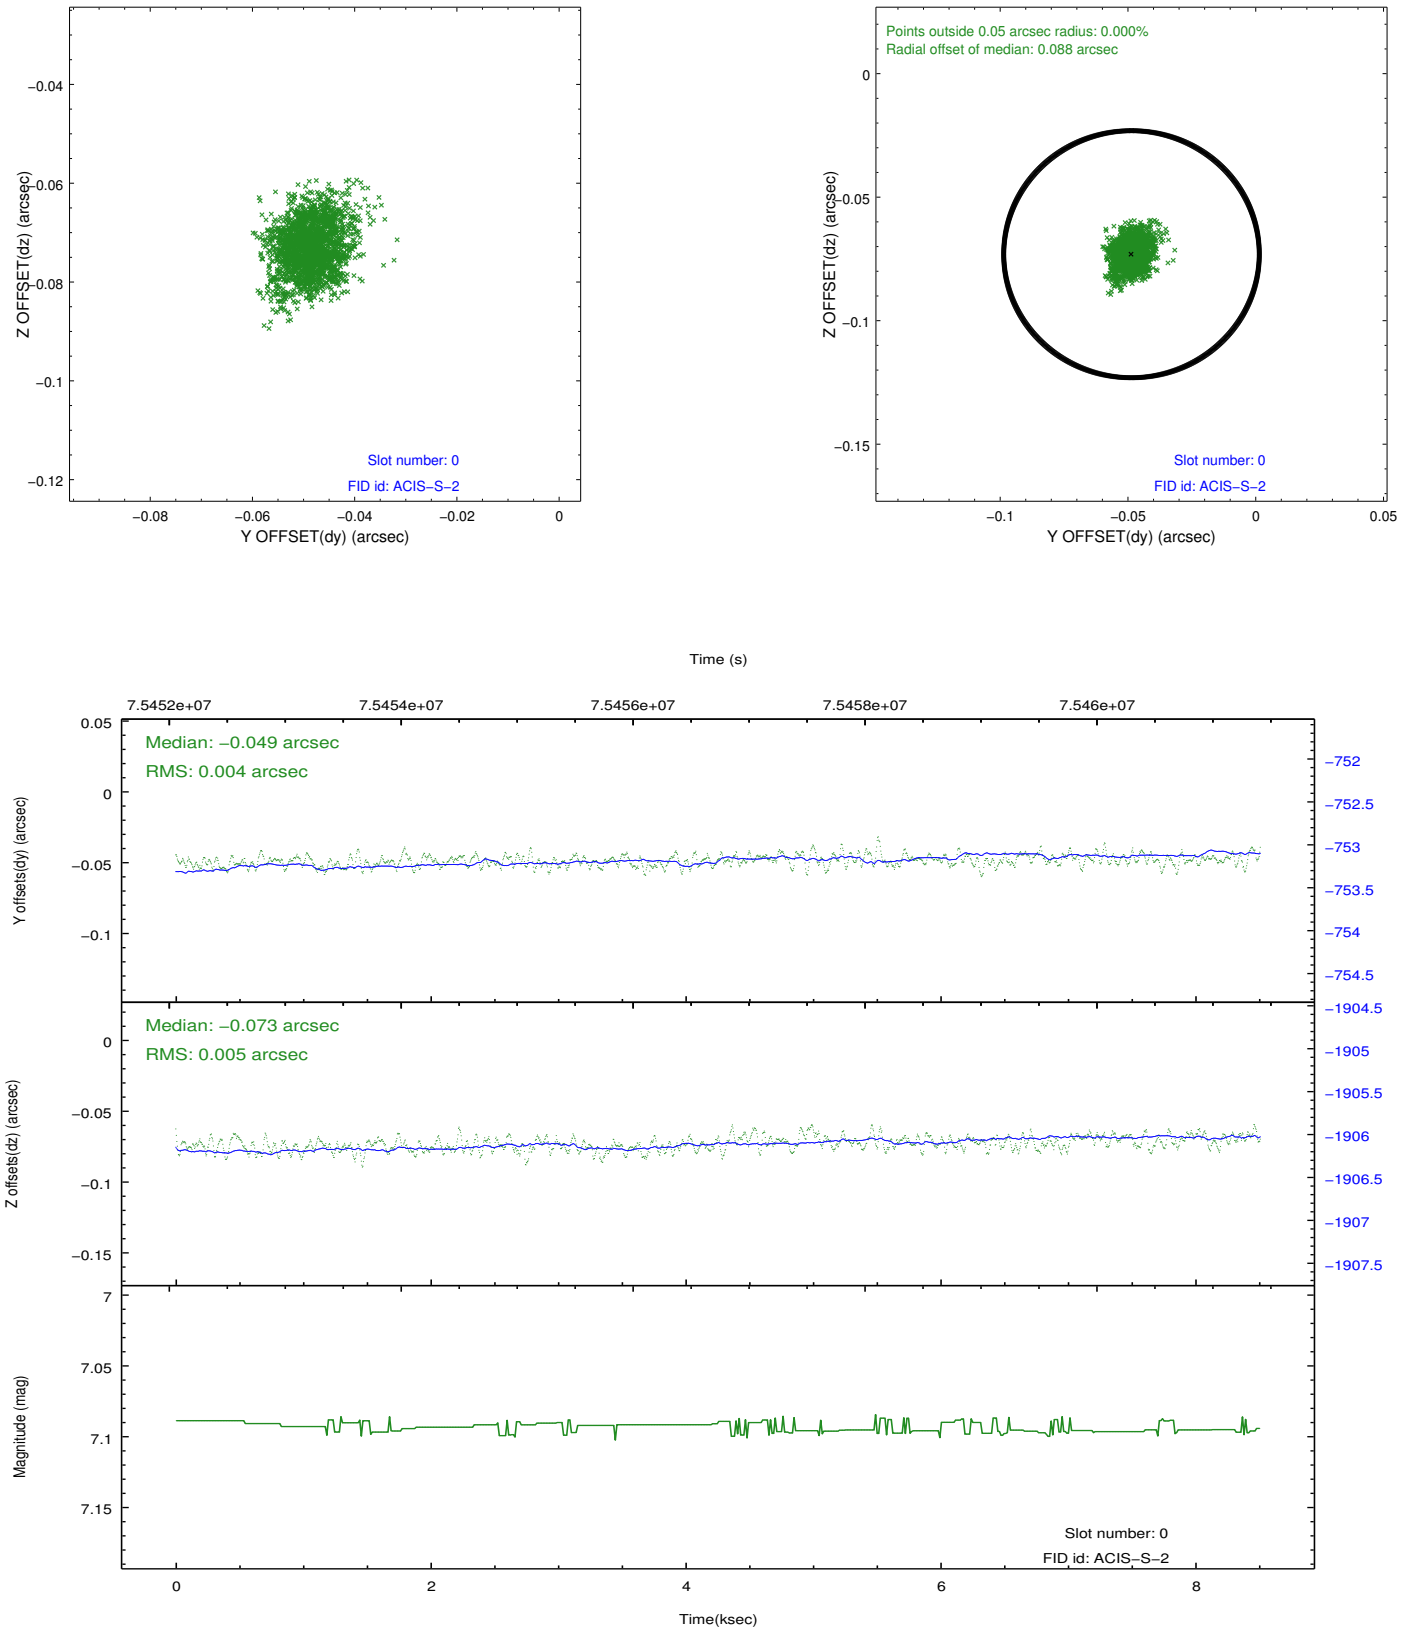 −0.04
−0.06
−0.08
−0.1
−0.12
Z OFFSET(dz) (arcsec)
Slot number: 0
FID id: ACIS−S−2
−0.08
−0.06
−0.04
−0.02
0
Y OFFSET(dy) (arcsec)
Points outside 0.05 arcsec radius: 0.000%
Radial offset of median: 0.088 arcsec
0
−0.05
−0.1
−0.15
Z OFFSET(dz) (arcsec)
Slot number: 0
FID id: ACIS−S−2
−0.1
−0.05
0
0.05
Y OFFSET(dy) (arcsec)
Time (s)
7.5452e+07
7.5454e+07
7.5456e+07
7.5458e+07
7.546e+07
Median: −0.049 arcsec
RMS: 0.004 arcsec
0.05
0
−0.05
−0.1
Y offsets(dy) (arcsec)
−752
−752.5
−753
−753.5
−754
−754.5
Median: −0.073 arcsec
RMS: 0.005 arcsec
0
−0.05
−0.1
−0.15
Z offsets(dz) (arcsec)
−1904.5
−1905
−1905.5
−1906
−1906.5
−1907
−1907.5
7
7.05
7.1
7.15
Magnitude (mag)
Slot number: 0
FID id: ACIS−S−2
0
2
4
6
8
Time(ksec)